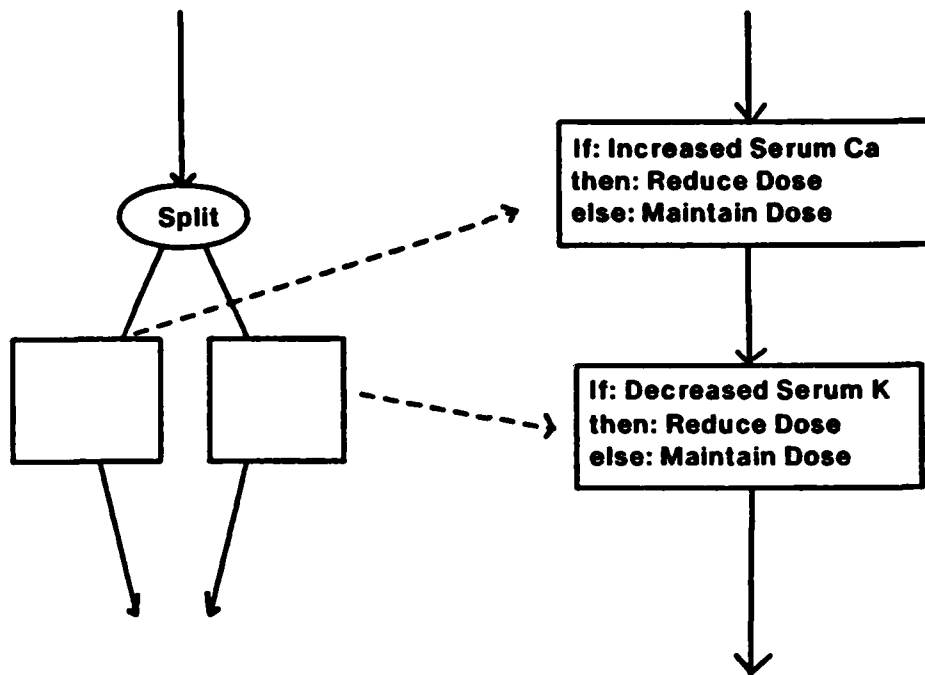 Split
If: Increased Serum Ca
then: Reduce Dose
else: Maintain Dose
If: Decreased Serum K
then: Reduce Dose
else: Maintain Dose